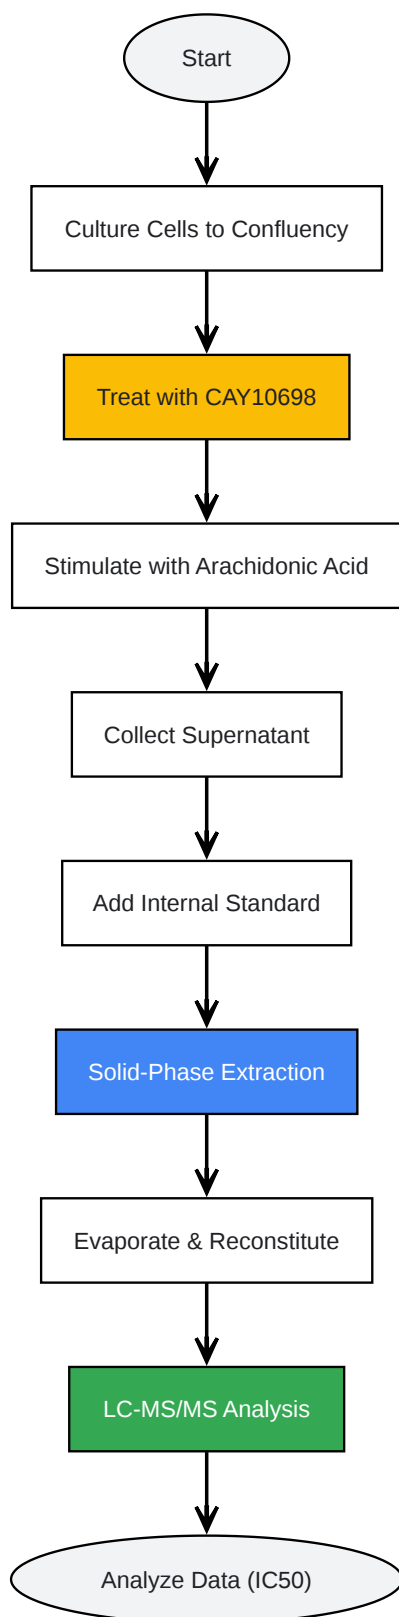 Start
Culture Cells to Confluency
Treat with CAY10698
Stimulate with Arachidonic Acid
Collect Supernatant
Add Internal Standard
Solid-Phase Extraction
Evaporate & Reconstitute
LC-MS/MS Analysis
Analyze Data (IC50)